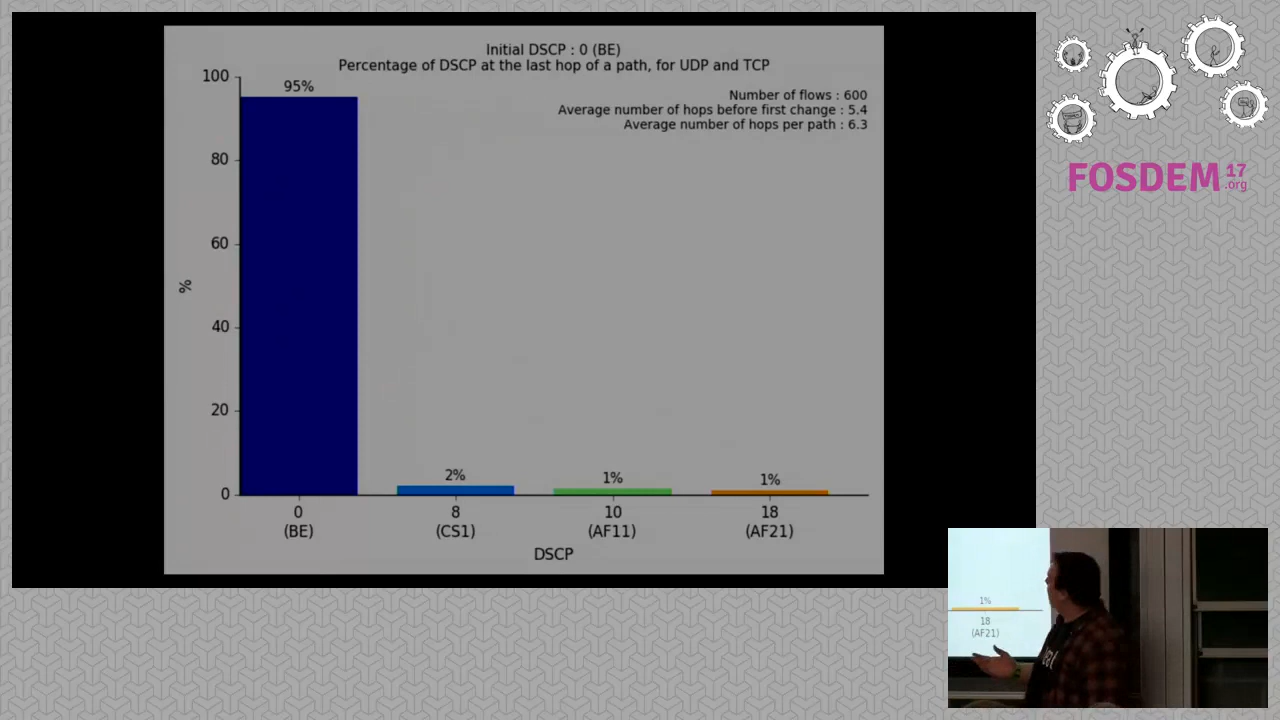 Initial DSCP : 0 (BE)
Percentage of DSCP at the last hop of a path, for UDP and TCP
Number of flows : 600
Average number of hops before first change : 5.4
Average number of hops per path : 6.3
100
80
60
40
20
0
%
95%
2%
1%
1%
0
(BE)
8
(CS1)
10
(AF11)
18
(AF21)
DSCP
FOSDEM 17
.org
1%
18
(AF21)